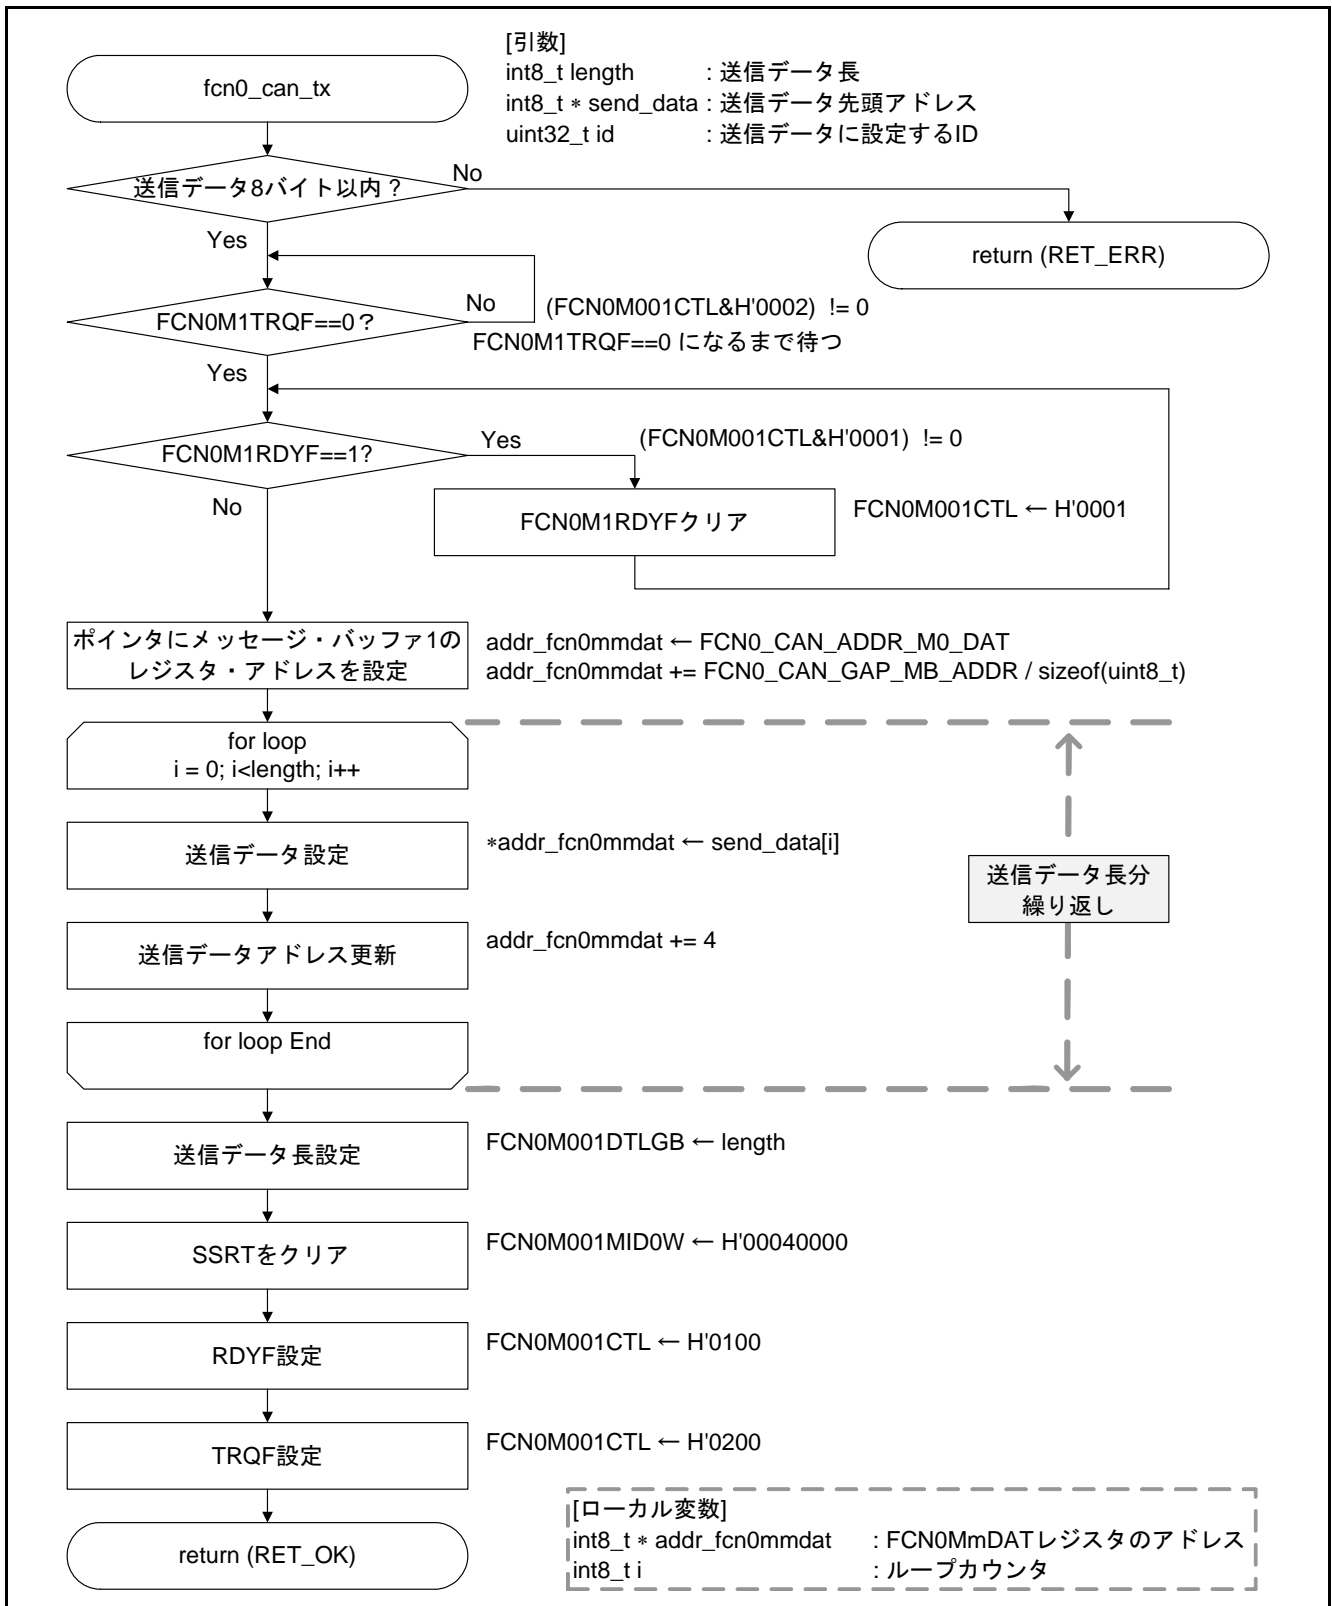 [引数]
int8_t length : 送信データ長
int8_t * send_data : 送信データ先頭アドレス
uint32_t id : 送信データに設定するID
fcn0_can_tx
送信データ8バイト以内？
No
Yes
return (RET_ERR)
FCN0M1TRQF==0？
No
(FCN0M001CTL&H'0002) != 0
FCN0M1TRQF==0 になるまで待つ
Yes
FCN0M1RDYF==1?
Yes
(FCN0M001CTL&H'0001) != 0
No
FCN0M1RDYFクリア
FCN0M001CTL ← H'0001
ポインタにメッセージ・バッファ1の
レジスタ・アドレスを設定
addr_fcn0mmdat ← FCN0_CAN_ADDR_M0_DAT
addr_fcn0mmdat += FCN0_CAN_GAP_MB_ADDR / sizeof(uint8_t)
for loop
i = 0; i<length; i++
送信データ設定
*addr_fcn0mmdat ← send_data[i]
送信データ長分
繰り返し
送信データアドレス更新
addr_fcn0mmdat += 4
for loop End
送信データ長設定
FCN0M001DTLGB ← length
SSRTをクリア
FCN0M001MID0W ← H'00040000
RDYF設定
FCN0M001CTL ← H'0100
TRQF設定
FCN0M001CTL ← H'0200
return (RET_OK)
[ローカル変数]
int8_t * addr_fcn0mmdat : FCN0MmDATレジスタのアドレス
int8_t i : ループカウンタ